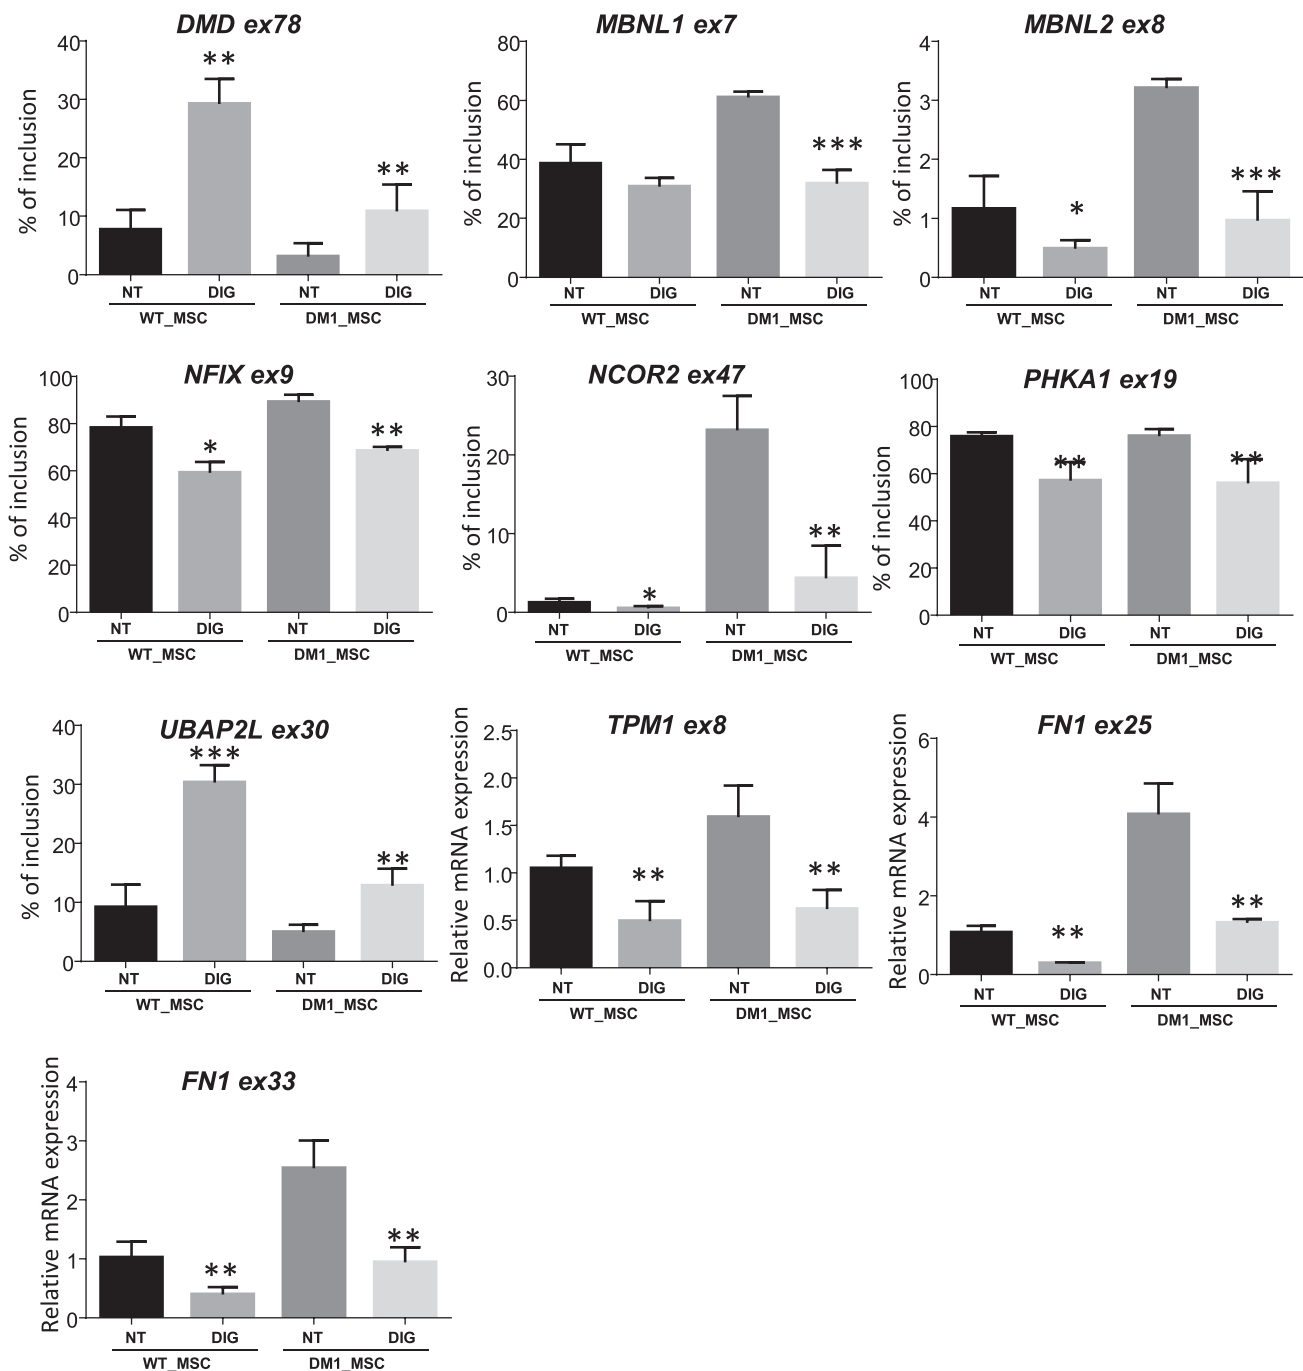 DMD ex78
% of inclusion
40
30
20
10
0
**
**
NT DIG NT DIG
WT_MSC DM1_MSC
MBNL1 ex7
% of inclusion
80
60
40
20
0
***
NT DIG NT DIG
WT_MSC DM1_MSC
MBNL2 ex8
% of inclusion
4
3
2
1
0
*
***
NT DIG NT DIG
WT_MSC DM1_MSC
NFIX ex9
% of inclusion
100
80
60
40
20
0
*
**
NT DIG NT DIG
WT_MSC DM1_MSC
NCOR2 ex47
% of inclusion
30
20
10
0
*
**
NT DIG NT DIG
WT_MSC DM1_MSC
PHKA1 ex19
% of inclusion
100
80
60
40
20
0
**
**
NT DIG NT DIG
WT_MSC DM1_MSC
UBAP2L ex30
% of inclusion
40
30
20
10
0
***
**
NT DIG NT DIG
WT_MSC DM1_MSC
TPM1 ex8
Relative mRNA expression
2.5
2.0
1.5
1.0
0.5
0.0
**
**
NT DIG NT DIG
WT_MSC DM1_MSC
FN1 ex25
Relative mRNA expression
6
4
2
0
**
**
NT DIG NT DIG
WT_MSC DM1_MSC
FN1 ex33
Relative mRNA expression
4
3
2
1
0
**
**
NT DIG NT DIG
WT_MSC DM1_MSC